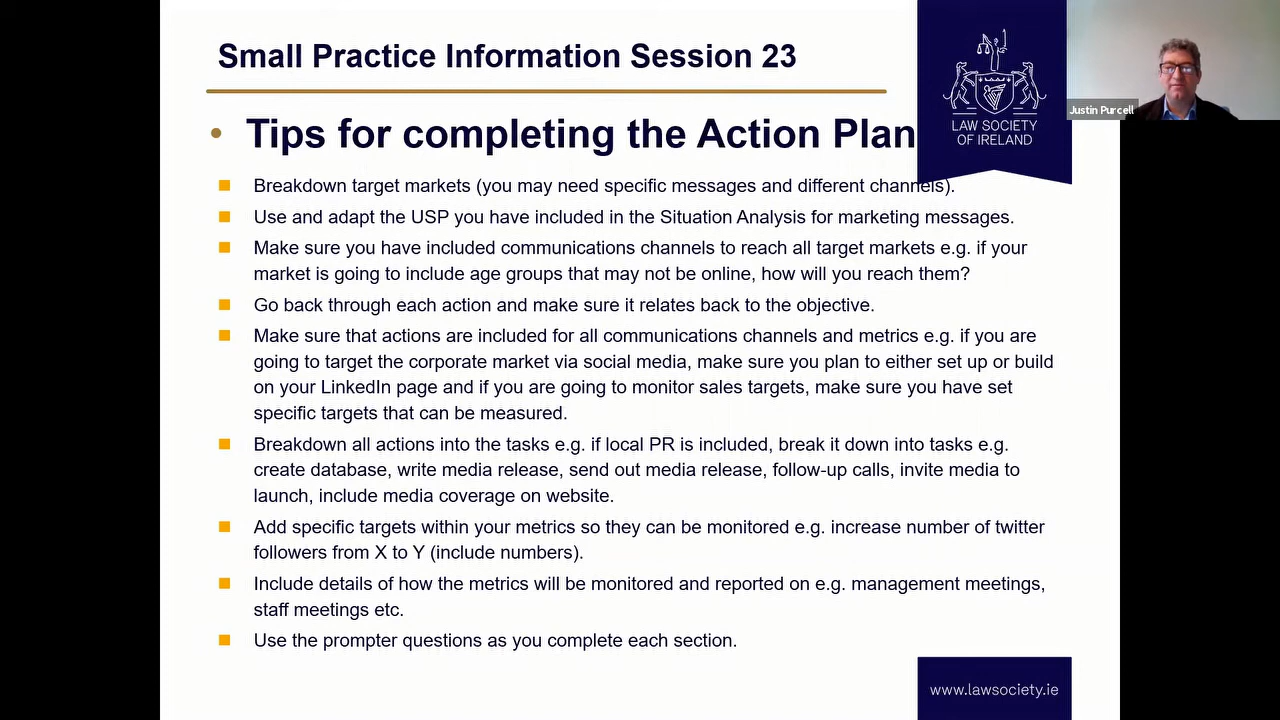 Small Practice Information Session 23
LAW SOCIETY
OF IRELAND
Justin Purcell
• Tips for completing the Action Plan
Breakdown target markets (you may need specific messages and different channels).
Use and adapt the USP you have included in the Situation Analysis for marketing messages.
Make sure you have included communications channels to reach all target markets e.g. if your
market is going to include age groups that may not be online, how will you reach them?
Go back through each action and make sure it relates back to the objective.
Make sure that actions are included for all communications channels and metrics e.g. if you are
going to target the corporate market via social media, make sure you plan to either set up or build
on your LinkedIn page and if you are going to monitor sales targets, make sure you have set
specific targets that can be measured.
Breakdown all actions into the tasks e.g. if local PR is included, break it down into tasks e.g.
create database, write media release, send out media release, follow-up calls, invite media to
launch, include media coverage on website.
Add specific targets within your metrics so they can be monitored e.g. increase number of twitter
followers from X to Y (include numbers).
Include details of how the metrics will be monitored and reported on e.g. management meetings,
staff meetings etc.
Use the prompter questions as you complete each section.
www.lawsociety.ie